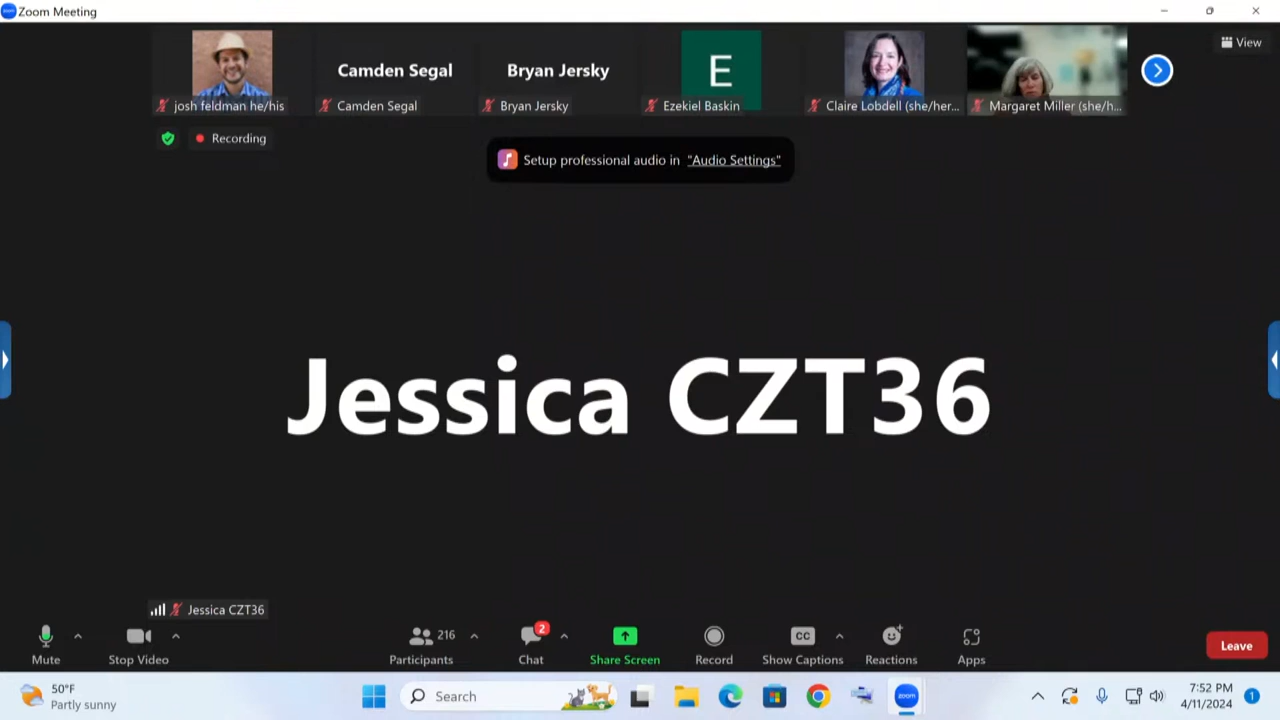 Zoom Meeting
Camden Segal
Bryan Jersky
E
josh feldman he/his
Camden Segal
Bryan Jersky
Ezekiel Baskin
Claire Lobdell (she/her...
Margaret Miller (she/h...
View
Recording
Setup professional audio in "Audio Settings"
Jessica CZT36
Jessica CZT36
Mute
Stop Video
216
Participants
2
Chat
Share Screen
Record
CC
Show Captions
Reactions
Apps
Leave
50°F
Partly sunny
Search
zoom
7:52 PM
4/11/2024
1